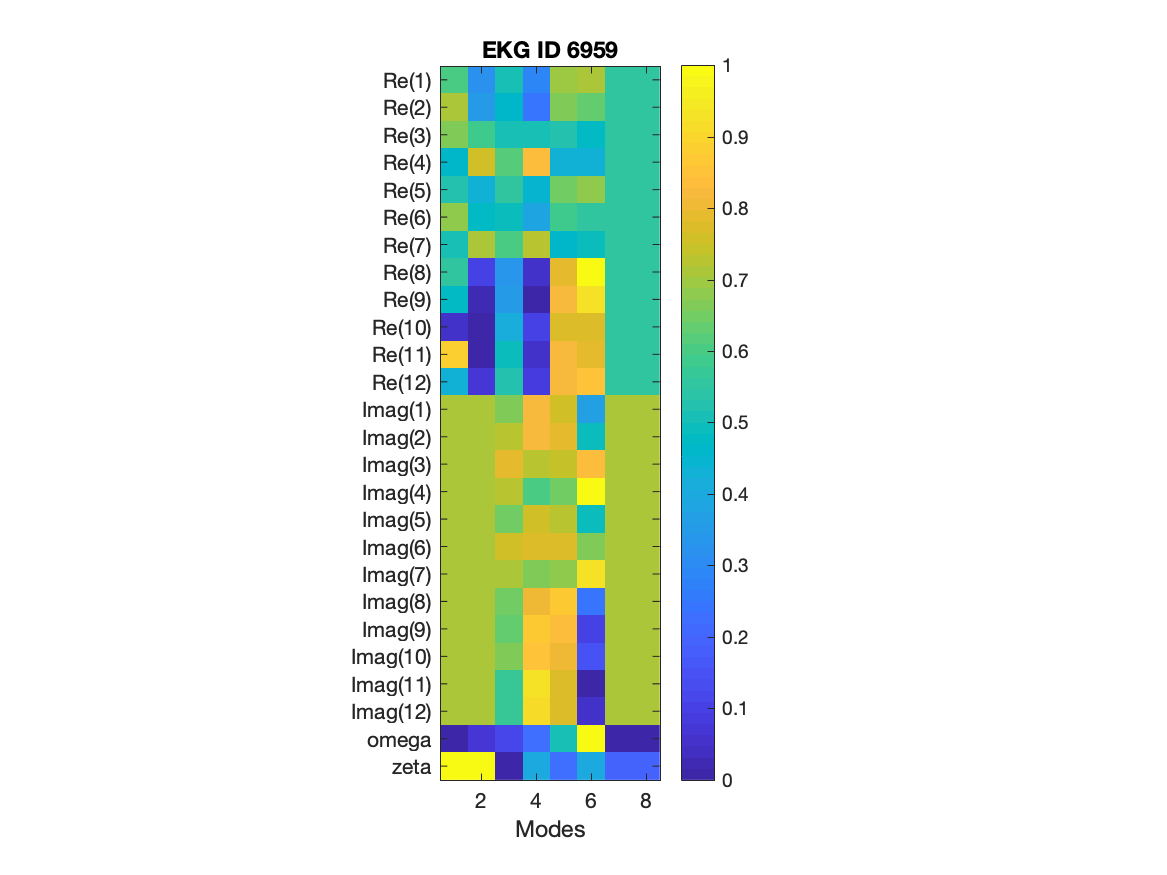 EKG ID 6959
Re(1)
Re(2)
Re(3)
Re(4)
Re(5)
Re(6)
Re(7)
Re(8)
Re(9)
Re(10)
Re(11)
Re(12)
Imag(1)
Imag(2)
Imag(3)
Imag(4)
Imag(5)
Imag(6)
Imag(7)
Imag(8)
Imag(9)
Imag(10)
Imag(11)
Imag(12)
omega
zeta
2 4 6 8
Modes
1
0.9
0.8
0.7
0.6
0.5
0.4
0.3
0.2
0.1
0